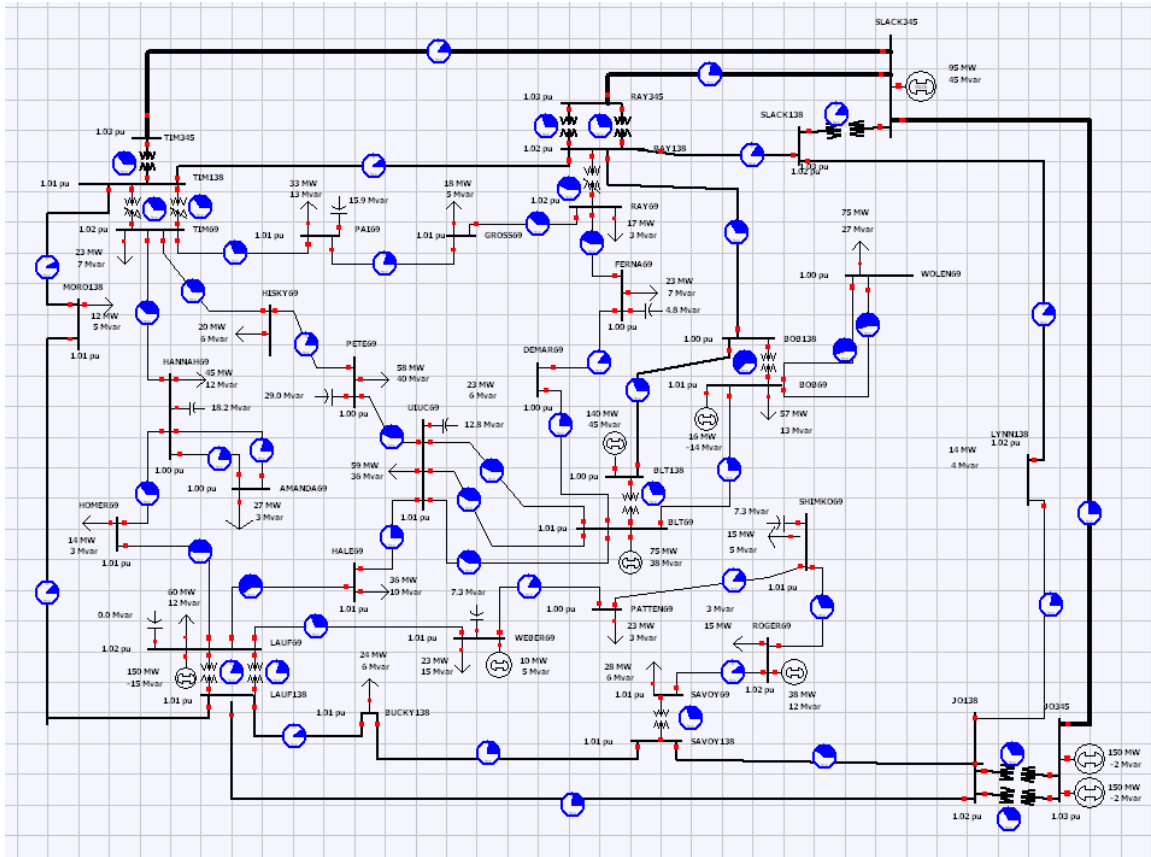 SLACK345
95 MW
45 Mvar
1.03 pu
RAY345
SLACK138
1.03 pu
TIM345
1.02 pu
RAY138
1.03 pu
1.02 pu
1.01 pu
TIM138
33 MW
13 Mvar
15.9 Mvar
18 MW
5 Mvar
1.02 pu
RAY69
75 MW
27 Mvar
1.02 pu
TIM69
1.01 pu
PAI69
1.01 pu
GROSS69
17 MW
3 Mvar
23 MW
7 Mvar
FERNA69
1.00 pu
WOLEN69
MORO138
12 MW
5 Mvar
1.01 pu
HISKY69
20 MW
6 Mvar
23 MW
7 Mvar
4.8 Mvar
1.00 pu
PETE69
58 MW
40 Mvar
29.0 Mvar
1.00 pu
DEMAR69
1.00 pu
1.00 pu
BOB138
HANNAH69
45 MW
12 Mvar
18.2 Mvar
1.00 pu
23 MW
6 Mvar
UIUC69
12.8 Mvar
1.01 pu
BOB69
140 MW
45 Mvar
16 MW
-14 Mvar
57 MW
13 Mvar
LYNN138
1.02 pu
14 MW
4 Mvar
59 MW
36 Mvar
1.01 pu
1.00 pu
BLT138
1.00 pu
AMANDA69
27 MW
3 Mvar
HOMER69
14 MW
3 Mvar
1.01 pu
SHIMKO69
7.3 Mvar
15 MW
5 Mvar
1.01 pu
1.01 pu
BLT69
75 MW
38 Mvar
HALE69
36 MW
10 Mvar
1.01 pu
60 MW
12 Mvar
0.0 Mvar
7.3 Mvar
1.00 pu
PATTEN69
23 MW
3 Mvar
3 Mvar
15 MW
ROGER69
1.02 pu
LAUF69
1.01 pu
WEBER69
150 MW
-15 Mvar
23 MW
15 Mvar
10 MW
5 Mvar
24 MW
6 Mvar
28 MW
6 Mvar
1.02 pu
38 MW
12 Mvar
1.01 pu
SAVOY69
1.01 pu
LAUF138
1.01 pu
BUCKY138
1.01 pu
SAVOY138
JO138
JO345
150 MW
-2 Mvar
150 MW
-2 Mvar
1.02 pu
1.03 pu